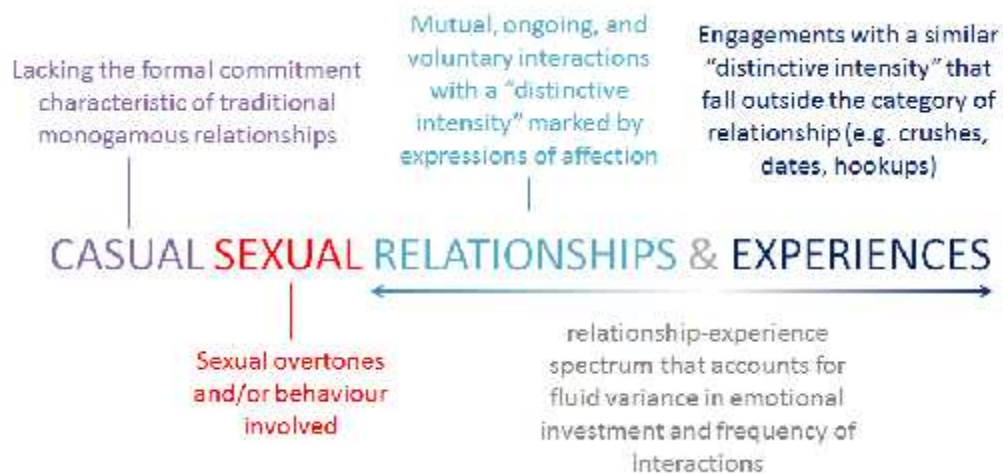 Lacking the formal commitment
characteristic of traditional
monogamous relationships
Mutual, ongoing, and
voluntary interactions
with a “distinctive
intensity” marked by
expressions of affection
Engagements with a similar
“distinctive intensity” that
fall outside the category of
relationship (e.g. crushes,
dates, hookups)
CASUAL SEXUAL RELATIONSHIPS & EXPERIENCES
Sexual overtones
and/or behaviour
involved
relationship-experience
spectrum that accounts for
fluid variance in emotional
investment and frequency of
interactions